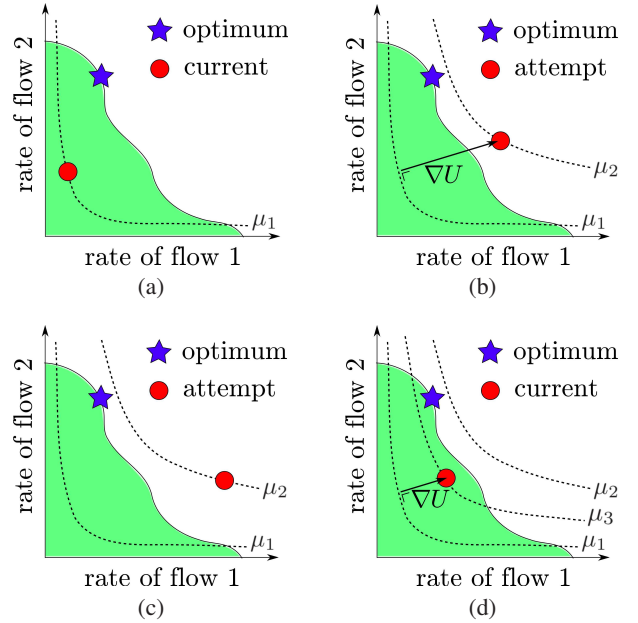 optimum
current
rate of flow 2
μ1
rate of flow 1
(a)
optimum
attempt
rate of flow 2
μ2
∇U
μ1
rate of flow 1
(b)
optimum
attempt
rate of flow 2
μ2
μ1
rate of flow 1
(c)
optimum
current
rate of flow 2
μ2
∇U
μ3
μ1
rate of flow 1
(d)